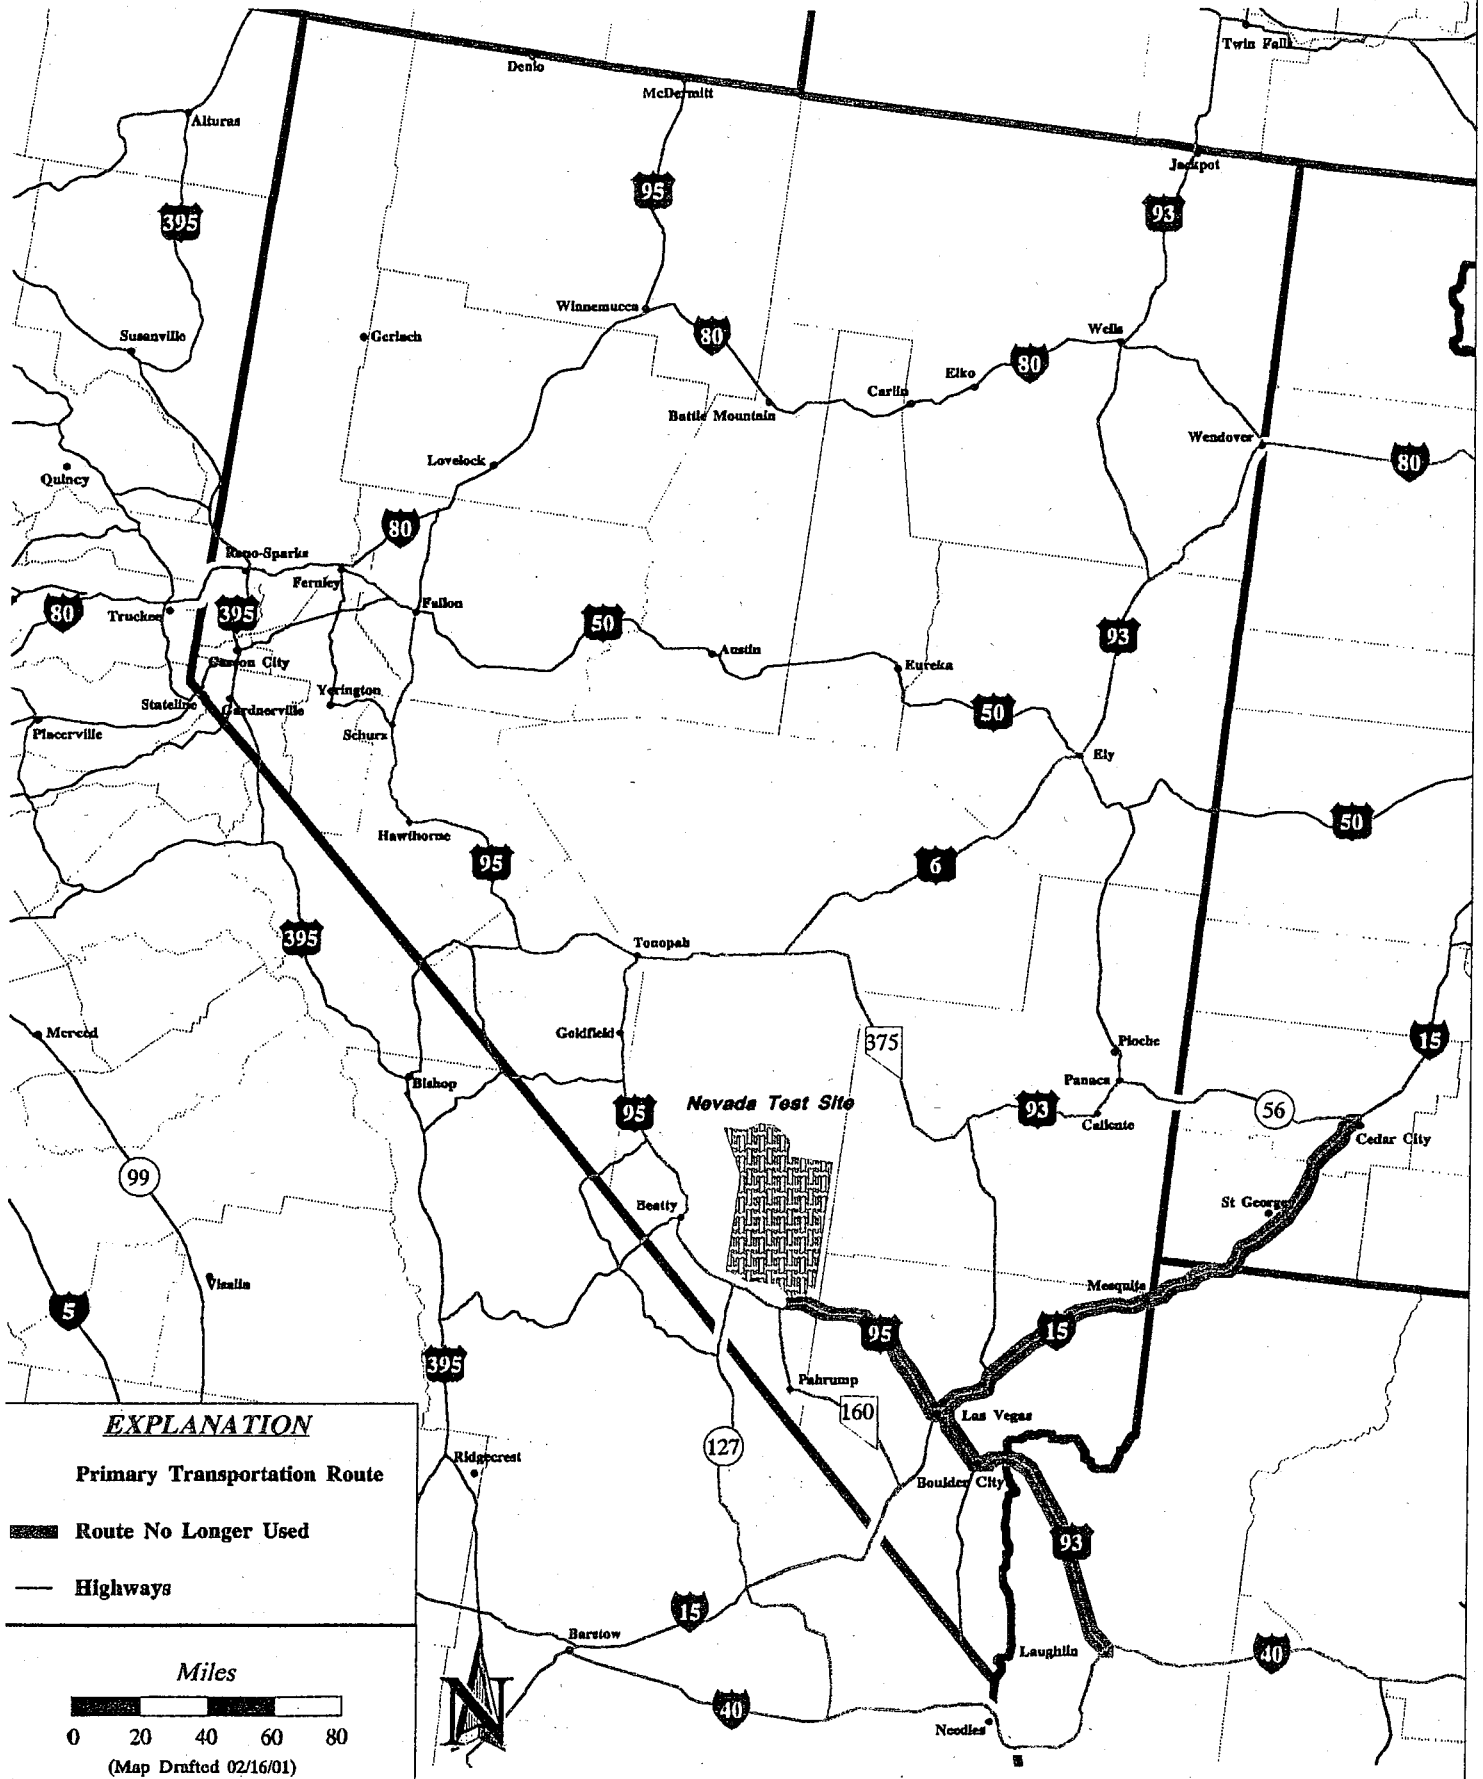 Twin Falls
Denio
McDermitt
Alturas
Jackpot
95
93
395
Winnemucca
Gerlach
Susanville
80
Wells
80
Elko
Carlin
Battle Mountain
Wendover
80
Lovelock
Quincy
80
Reno-Sparks
Fernley
80
Truckee
395
Fallon
50
93
Austin
Carson City
Eureka
Yerington
Stateline
Gardnerville
50
Placerville
Schurz
Ely
Hawthorne
50
95
6
395
Tonopah
Merced
Goldfield
375
Pioche
15
Bishop
Panaca
95
Nevada Test Site
93
56
Caliente
Cedar City
99
Beatty
St George
Visalia
Mesquite
5
95
15
395
Pahrump
160
Las Vegas
127
Ridgecrest
Boulder City
93
15
Barstow
Laughlin
40
40
Needles
N
EXPLANATION
Primary Transportation Route
Route No Longer Used
Highways
Miles
0 20 40 60 80
(Map Drafted 02/16/01)